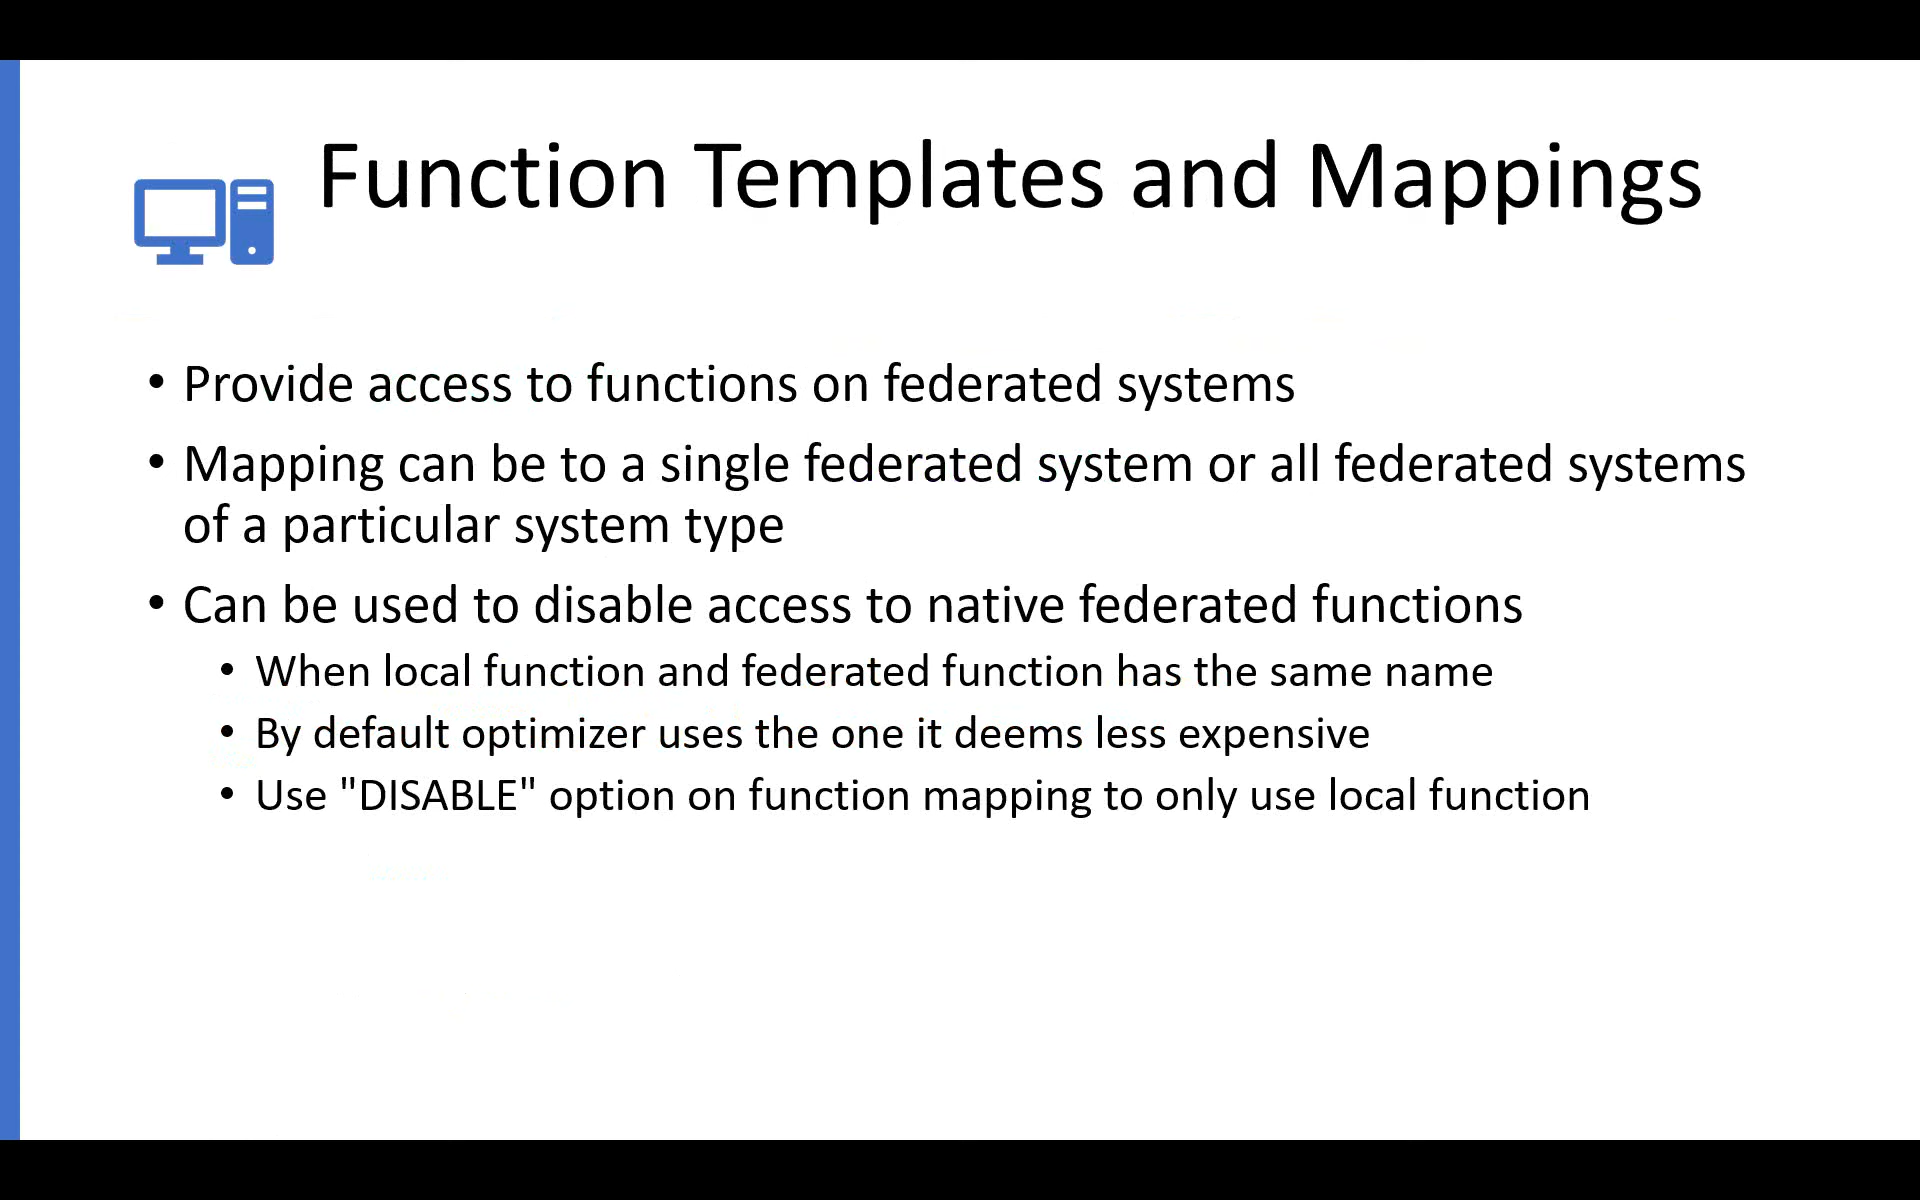 Function Templates and Mappings
• Provide access to functions on federated systems
• Mapping can be to a single federated system or all federated systems
of a particular system type
• Can be used to disable access to native federated functions
• When local function and federated function has the same name
• By default optimizer uses the one it deems less expensive
• Use "DISABLE" option on function mapping to only use local function